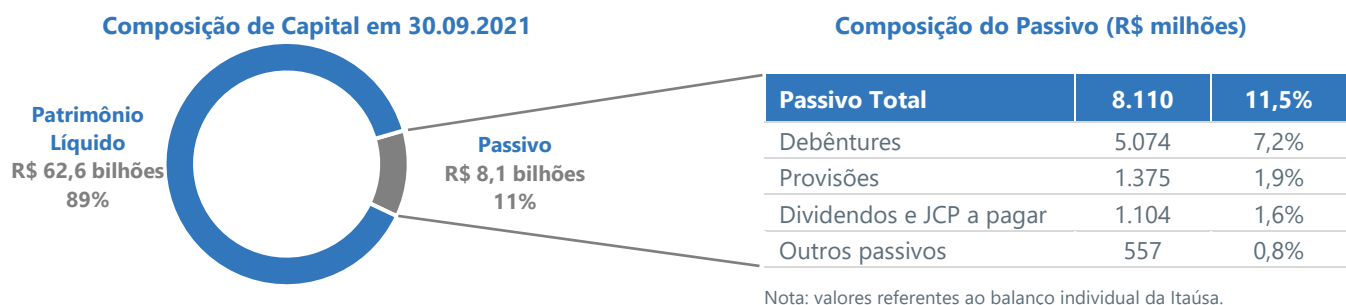 Composição de Capital em 30.09.2021
Patrimônio
Líquido
R$ 62,6 bilhões
89%
Passivo
R$ 8,1 bilhões
11%
Composição do Passivo (R$ milhões)
Passivo Total 8.110 11,5%
Debêntures 5.074 7,2%
Provisões 1.375 1,9%
Dividendos e JCP a pagar 1.104 1,6%
Outros passivos 557 0,8%
Nota: valores referentes ao balanço individual da Itaúsa.